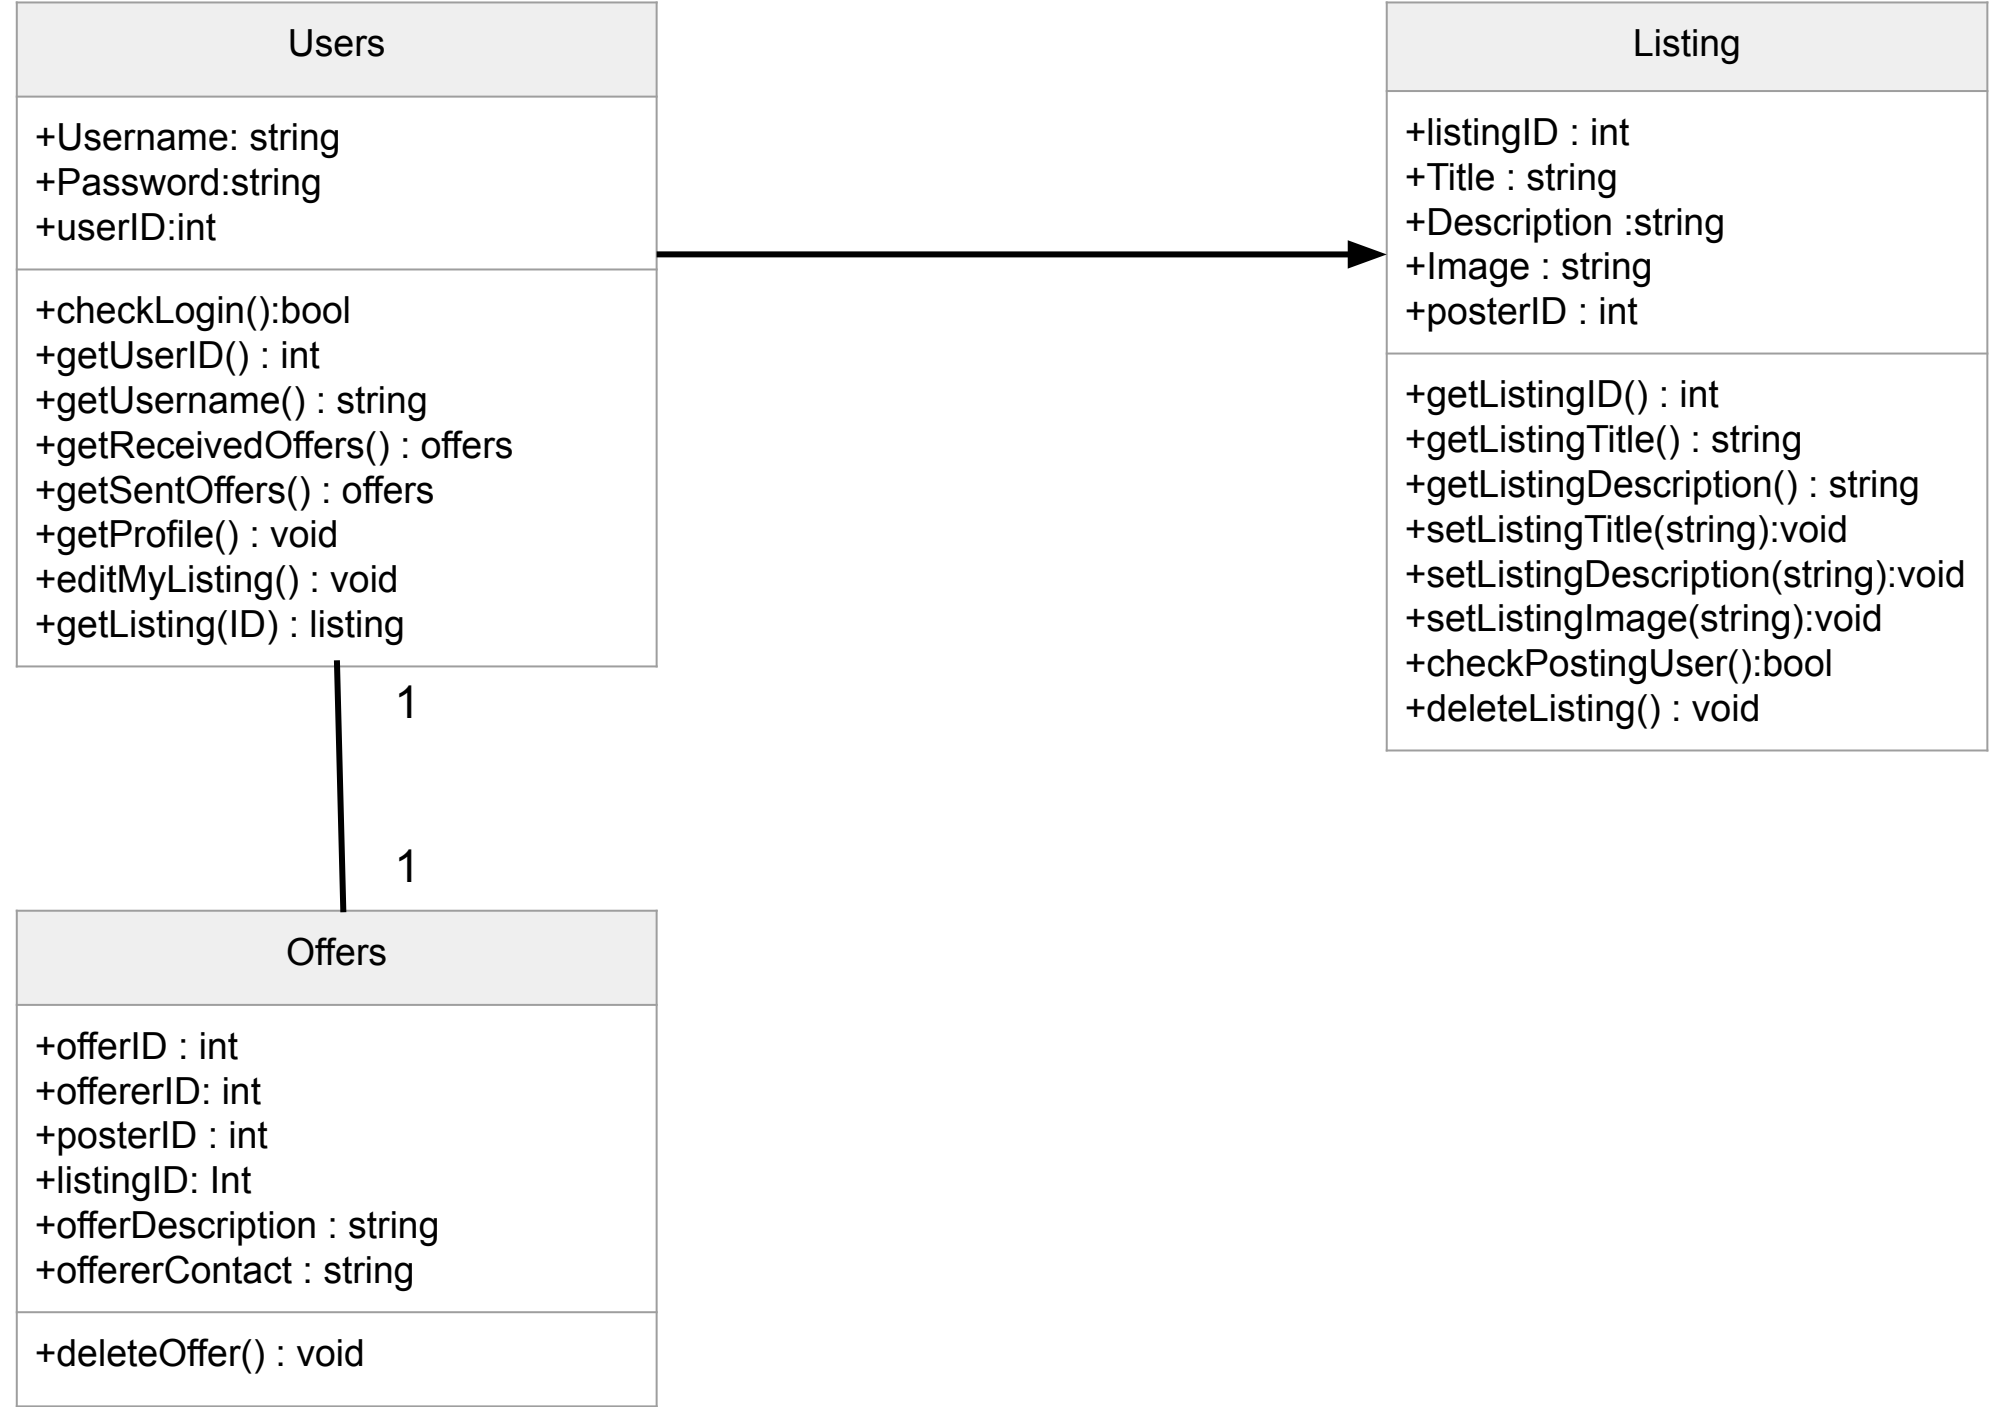 Users
+Username: string
+Password:string
+userID:int
+checkLogin():bool
+getUserID() : int
+getUsername() : string
+getReceivedOffers() : offers
+getSentOffers() : offers
+getProfile() : void
+editMyListing() : void
+getListing(ID) : listing
1
1
Offers
+offerID : int
+offererID: int
+posterID : int
+listingID: Int
+offerDescription : string
+offererContact : string
+deleteOffer() : void
Listing
+listingID : int
+Title : string
+Description :string
+Image : string
+posterID : int
+getListingID() : int
+getListingTitle() : string
+getListingDescription() : string
+setListingTitle(string):void
+setListingDescription(string):void
+setListingImage(string):void
+checkPostingUser():bool
+deleteListing() : void